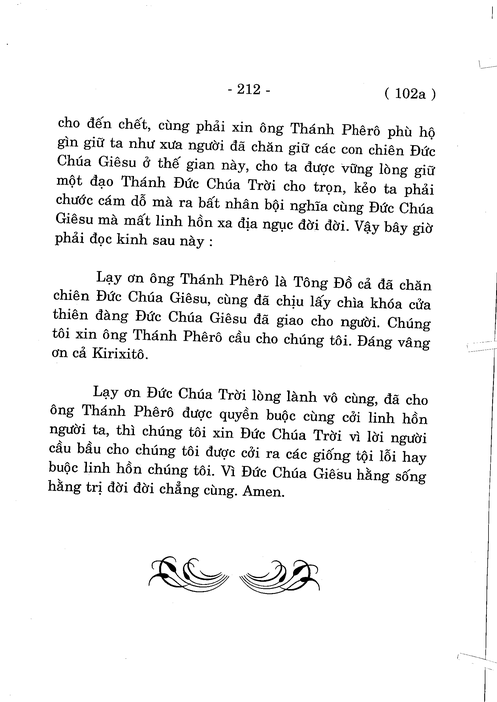 - 212 -
( 102a )
cho đến chết, cùng phải xin ông Thánh Phêrô phù hộ
gìn giữ ta như xưa người đã chăn giữ các con chiên Đức
Chúa Giêsu ở thế gian này, cho ta được vững lòng giữ
một đạo Thánh Đức Chúa Trời cho trọn, kẻo ta phải
chước cám dỗ mà ra bất nhân bội nghĩa cùng Đức Chúa
Giêsu mà mất linh hồn xa địa ngục đời đời. Vậy bây giờ
phải đọc kinh sau này :
Lạy ơn ông Thánh Phêrô là Tông Đồ cả đã chăn
chiên Đức Chúa Giêsu, cùng đã chịu lấy chìa khóa cửa
thiên đàng Đức Chúa Giêsu đã giao cho người. Chúng
tôi xin ông Thánh Phêrô cầu cho chúng tôi. Đáng vâng
ơn cả Kirixitô.
Lạy ơn Đức Chúa Trời lòng lành vô cùng, đã cho
ông Thánh Phêrô được quyền buộc cùng cởi linh hồn
người ta, thì chúng tôi xin Đức Chúa Trời vì lời người
cầu bầu cho chúng tôi được cởi ra các giống tội lỗi hay
buộc linh hồn chúng tôi. Vì Đức Chúa Giêsu hằng sống
hằng trị đời đời chẳng cùng. Amen.